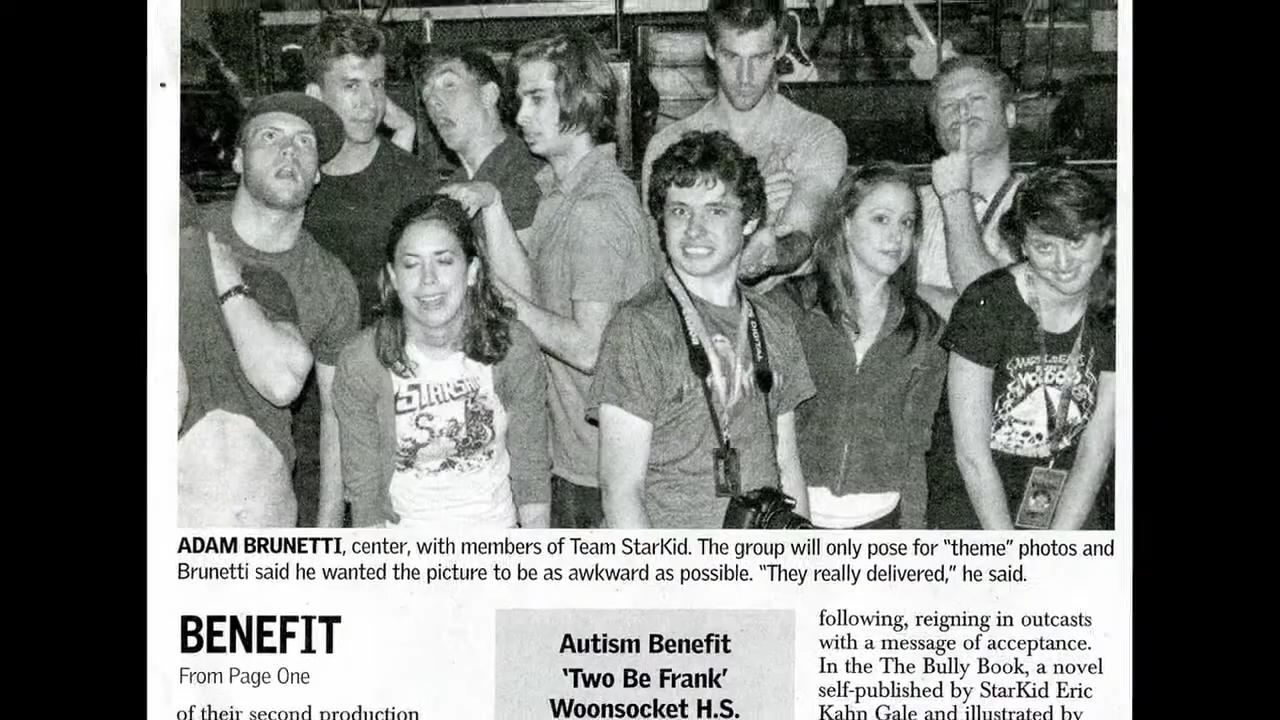 STARSHIP
DIGITAL
VOODOO
ADAM BRUNETTI, center, with members of Team StarKid. The group will only pose for "theme" photos and
Brunetti said he wanted the picture to be as awkward as possible. "They really delivered," he said.
BENEFIT
From Page One
of their second production
Autism Benefit
'Two Be Frank'
Woonsocket H.S.
following, reigning in outcasts
with a message of acceptance.
In the The Bully Book, a novel
self-published by StarKid Eric
Kahn Gale and illustrated by